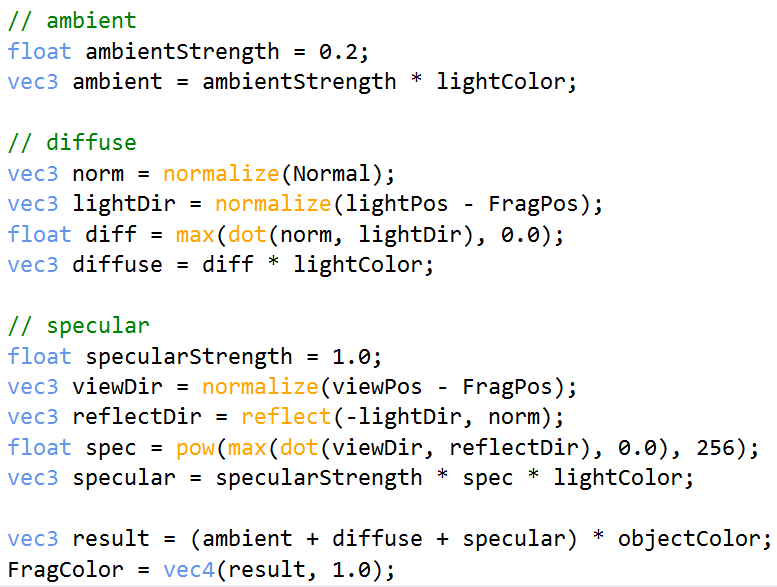 // ambient
float ambientStrength = 0.2;
vec3 ambient = ambientStrength * lightColor;
// diffuse
vec3 norm = normalize(Normal);
vec3 lightDir = normalize(lightPos - FragPos);
float diff = max(dot(norm, lightDir), 0.0);
vec3 diffuse = diff * lightColor;
// specular
float specularStrength = 1.0;
vec3 viewDir = normalize(viewPos - FragPos);
vec3 reflectDir = reflect(-lightDir, norm);
float spec = pow(max(dot(viewDir, reflectDir), 0.0), 256);
vec3 specular = specularStrength * spec * lightColor;
vec3 result = (ambient + diffuse + specular) * objectColor;
FragColor = vec4(result, 1.0);